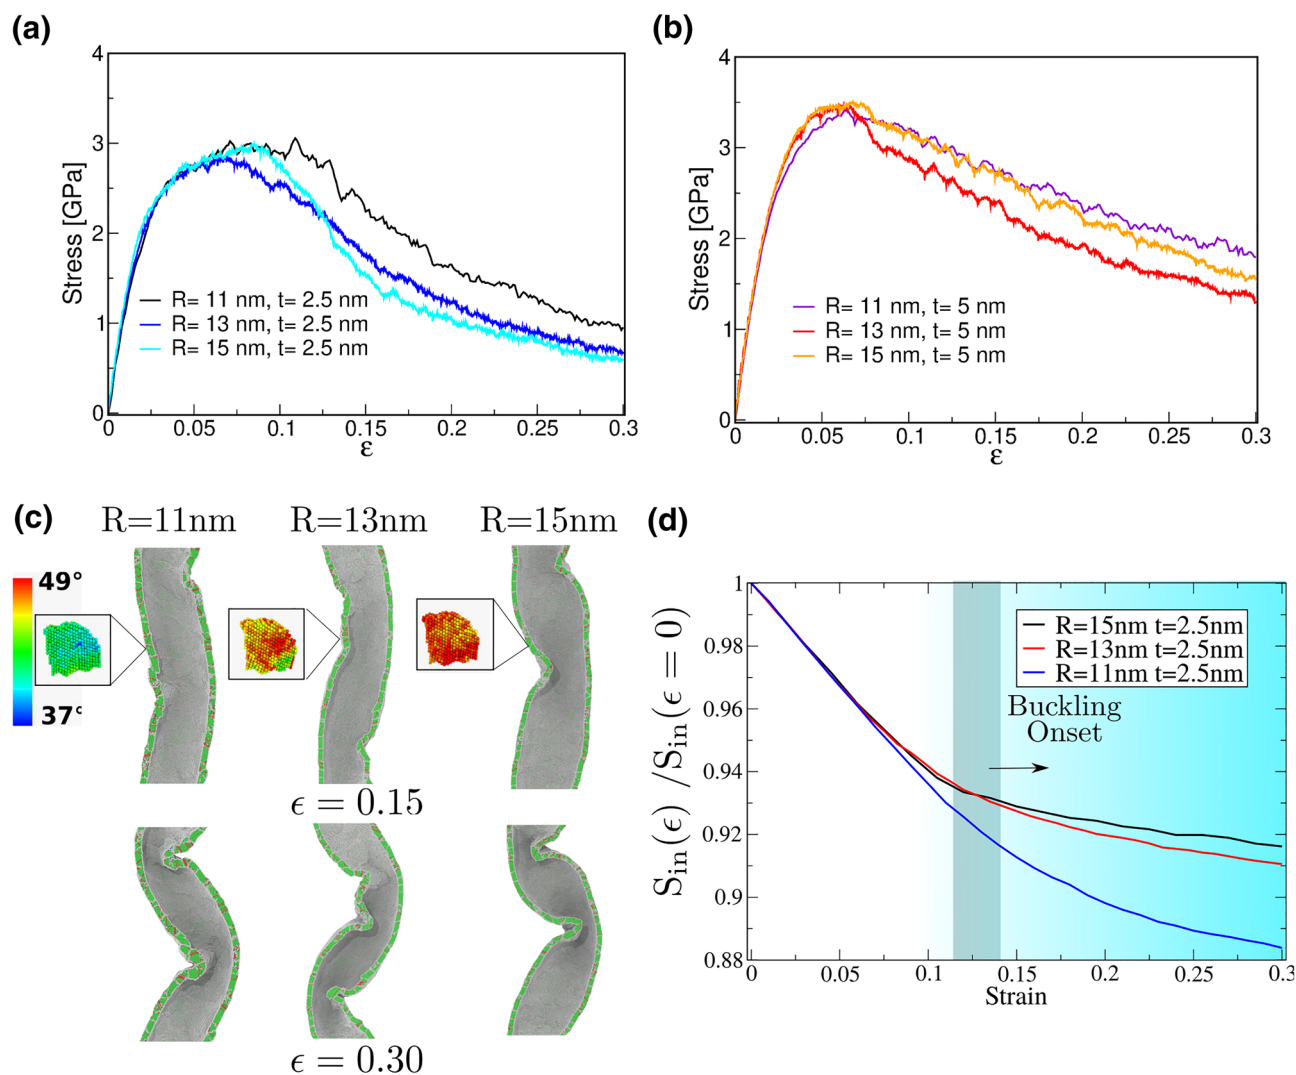 (a)
4
3
2
1
0
Stress [GPa]
R= 11 nm, t= 2.5 nm
R= 13 nm, t= 2.5 nm
R= 15 nm, t= 2.5 nm
0 0.05 0.1 0.15 0.2 0.25 0.3
ε
(b)
4
3
2
1
0
Stress [GPa]
R= 11 nm, t= 5 nm
R= 13 nm, t= 5 nm
R= 15 nm, t= 5 nm
0 0.05 0.1 0.15 0.2 0.25 0.3
ε
(c)
R=11nm R=13nm R=15nm
49°
37°
ϵ = 0.15
ϵ = 0.30
(d)
1
0.98
0.96
0.94
0.92
0.9
0.88
S_in(ϵ) /S_in(ϵ = 0)
R=15nm t=2.5nm
R=13nm t=2.5nm
R=11nm t=2.5nm
Buckling
Onset
0 0.05 0.1 0.15 0.2 0.25 0.3
Strain